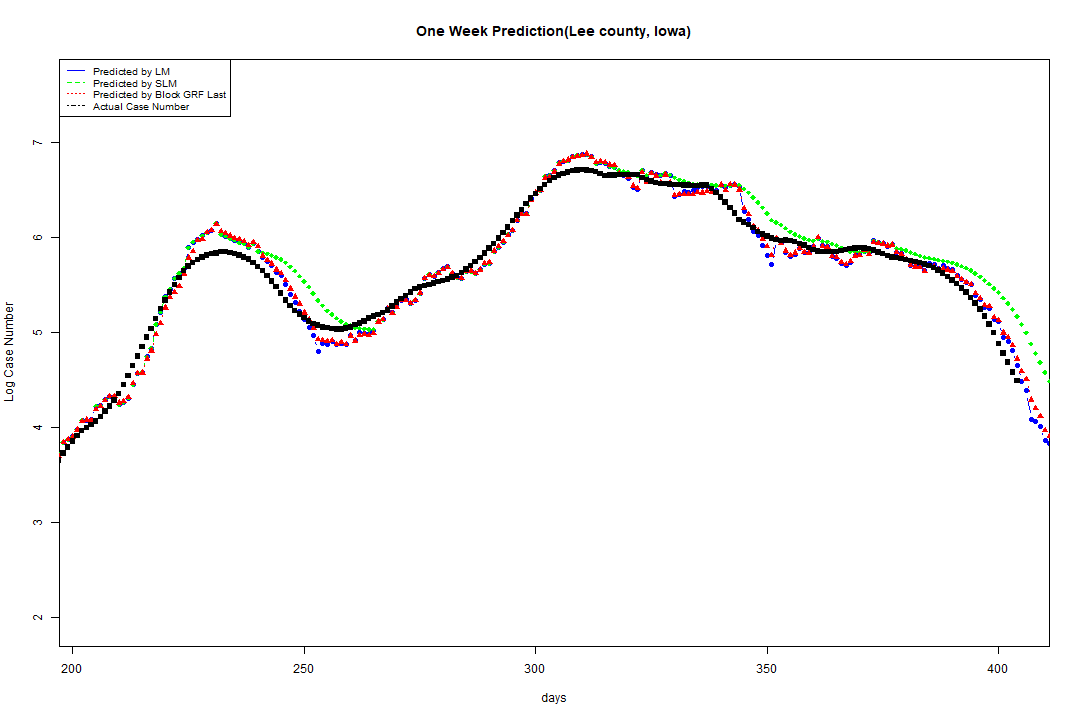 One Week Prediction(Lee county, Iowa)
Predicted by LM
Predicted by SLM
Predicted by Block GRF Last
Actual Case Number
7
6
5
4
3
2
Log Case Number
200 250 300 350 400
days